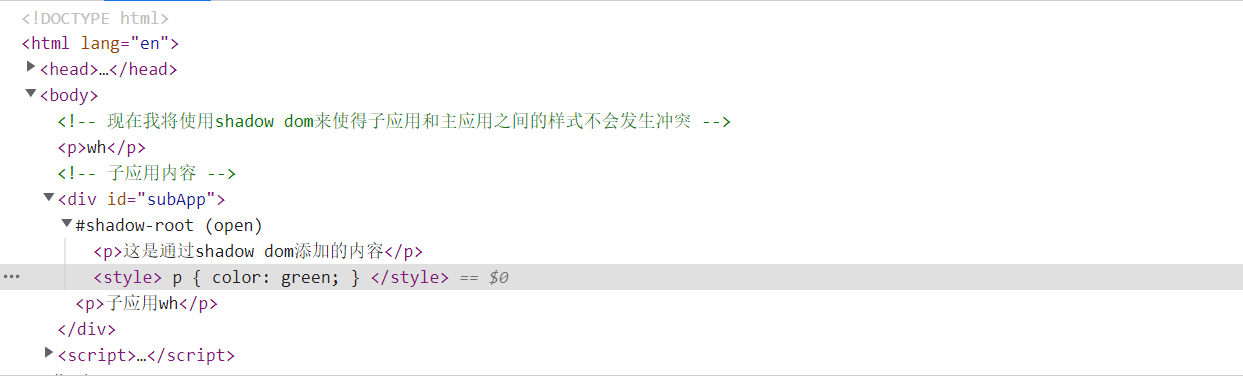 <!DOCTYPE html>
<html lang="en">
<head>…</head>
<body>
<!-- 现在我将使用shadow dom来使得子应用和主应用之间的样式不会发生冲突 -->
<p>wh</p>
<!-- 子应用内容 -->
<div id="subApp">
#shadow-root (open)
<p>这是通过shadow dom添加的内容</p>
<style> p { color: green; } </style> == $0
<p>子应用wh</p>
</div>
<script>…</script>